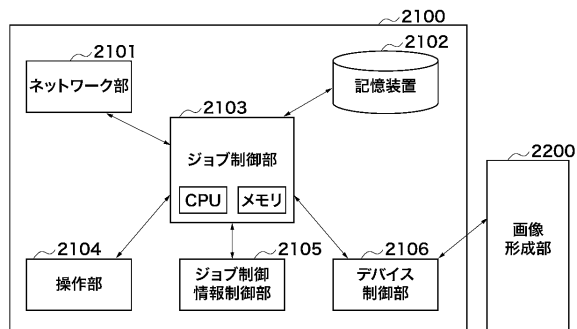 2100
2101
2102
ネットワーク部
記憶装置
2103
ジョブ制御部
CPU
メモリ
2200
画像
形成部
2104
2105
2106
操作部
ジョブ制御
情報制御部
デバイス
制御部